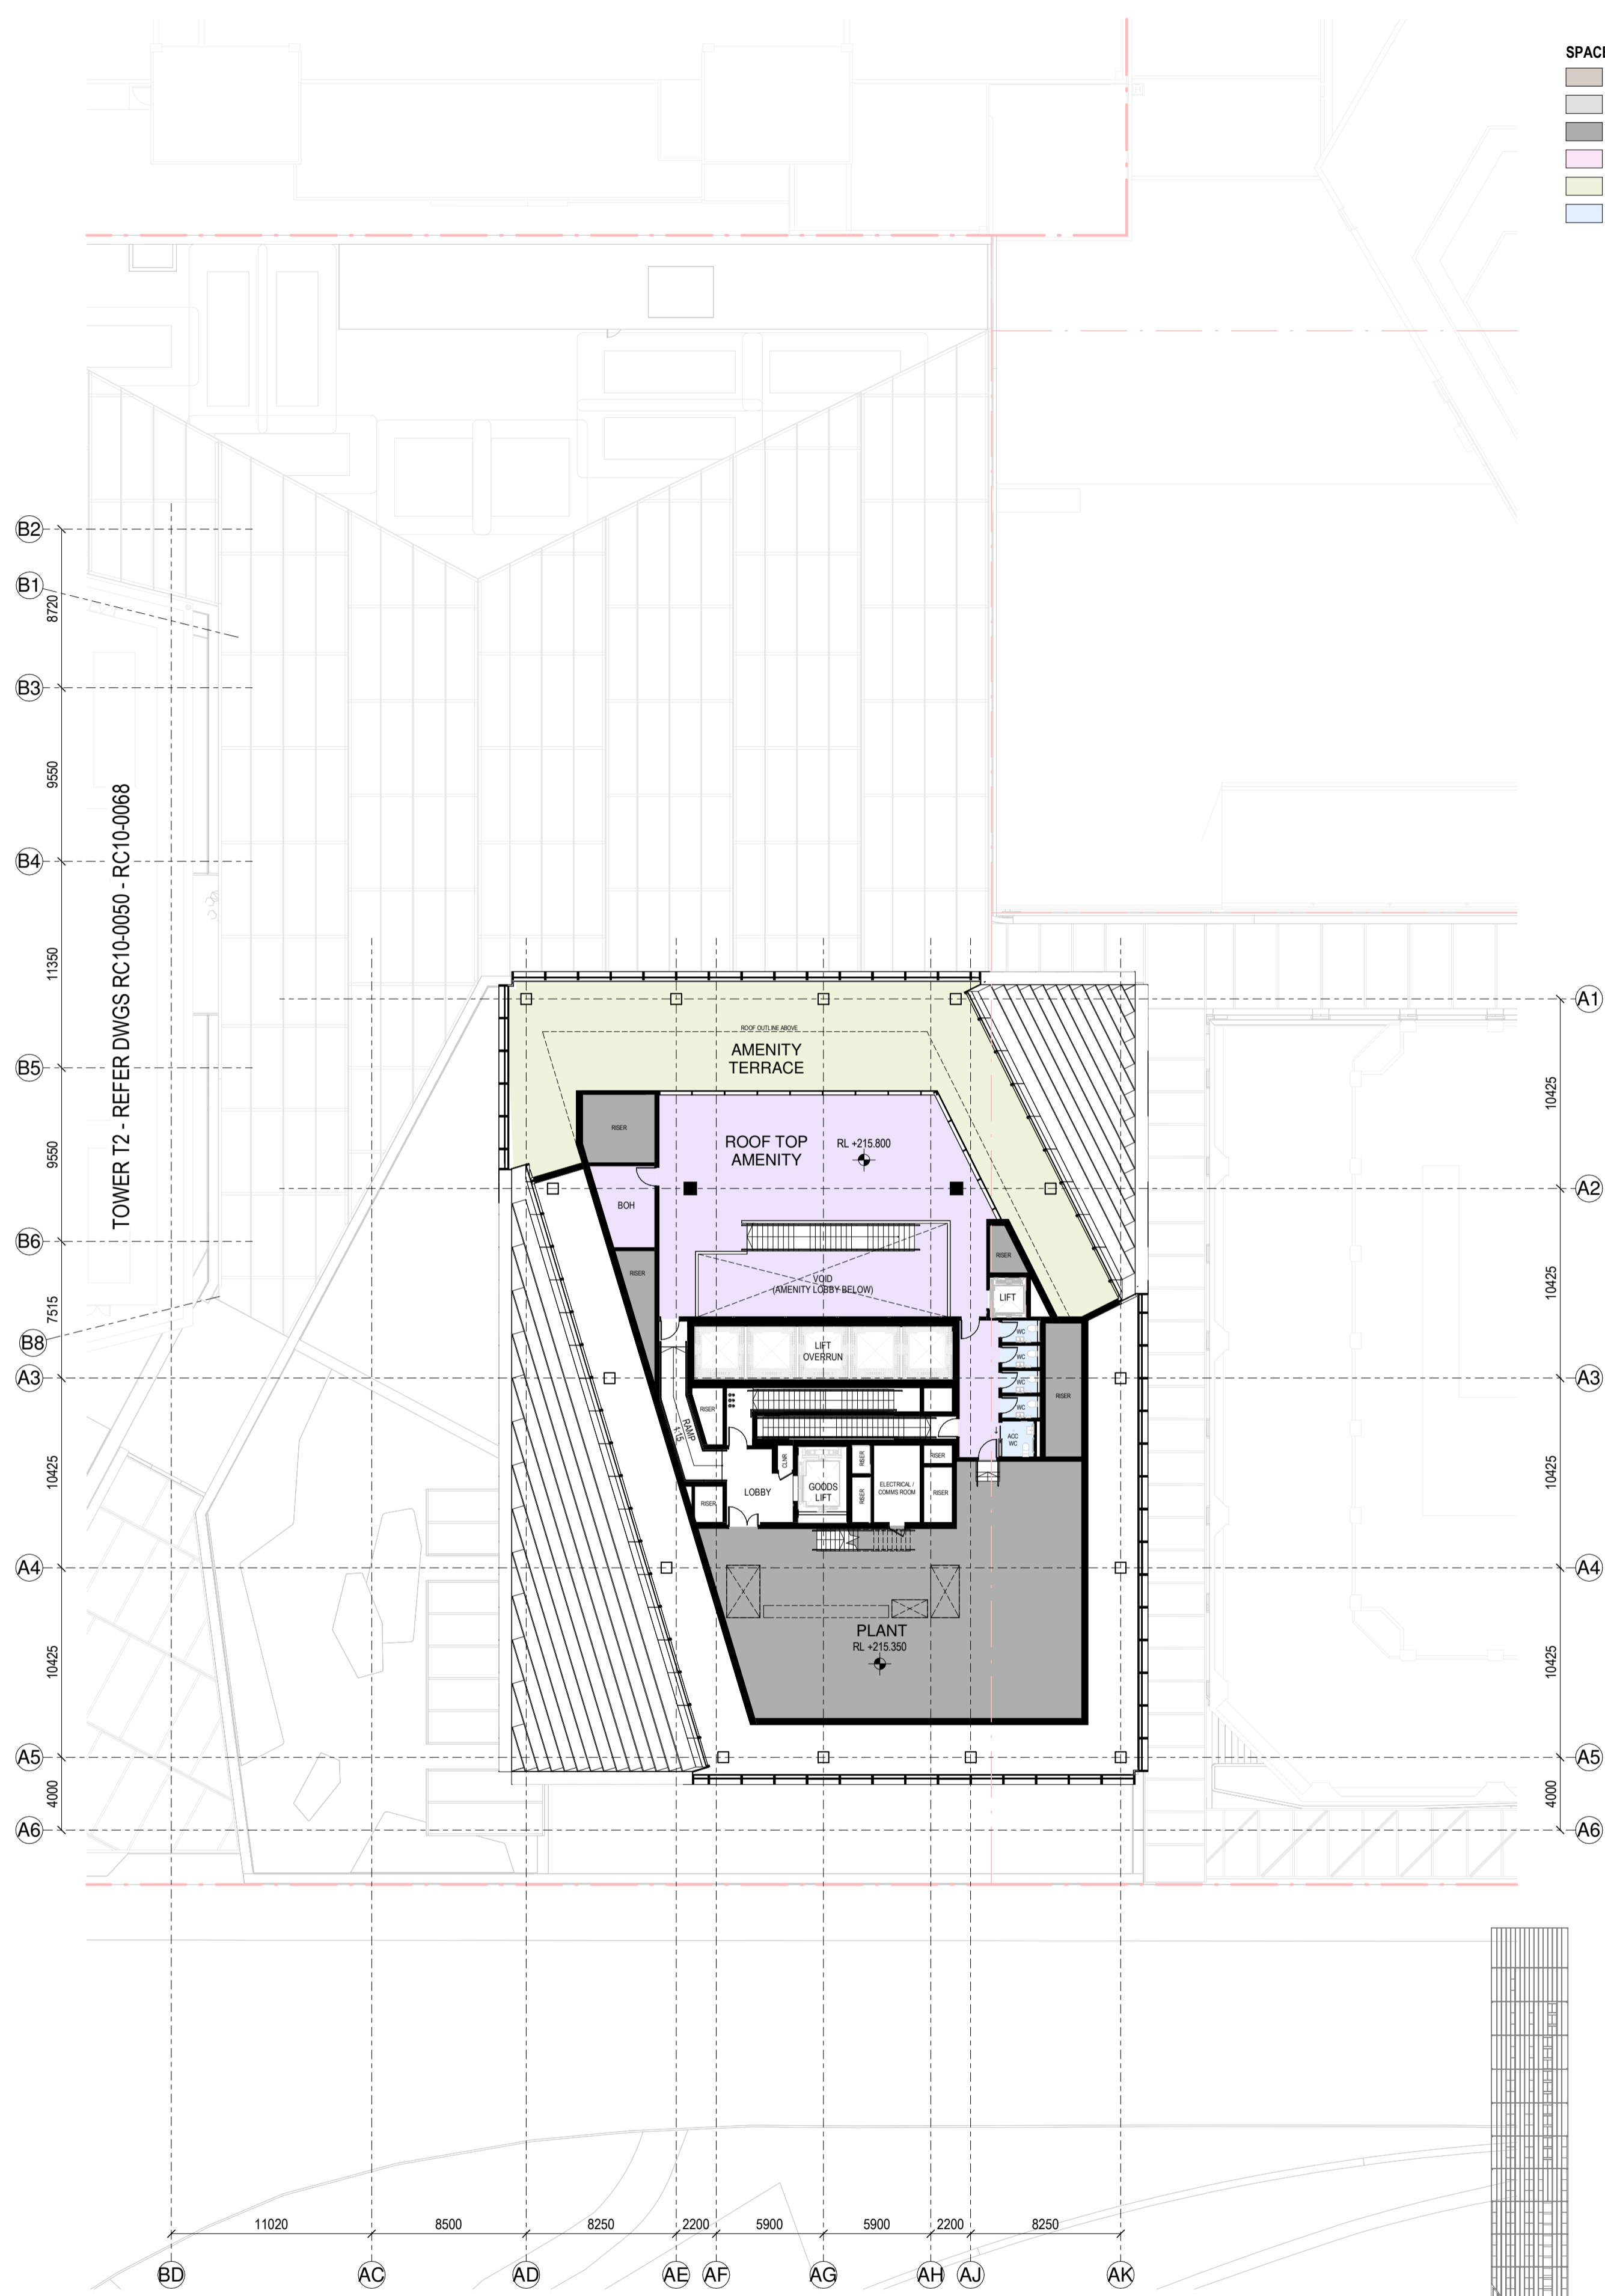 SPACI
B2
B1
8720
B3
9550
TOWER T2 - REFER DWGS RC10-0050 - RC10-0068
B4
11350
B5
9550
B6
7515
B8
A3
10425
A4
10425
A5
4000
A6
A1
10425
A2
10425
A3
10425
A4
10425
A5
4000
A6
ROOF OUTLINE ABOVE
AMENITY
TERRACE
RISER
ROOF TOP
AMENITY
RL +215.800
BOH
RISER
RISER
VOID
(AMENITY LOBBY BELOW)
LIFT
LIFT
OVERRUN
WC
WC
WC
WC
ACC
WC
RISER
RISER
RAMP
1:15
CLNR
RISER
RISER
RISER
RISER
RISER
LOBBY
GOODS
LIFT
ELECTRICAL /
COMMS ROOM
PLANT
RL +215.350
11020
8500
8250
2200
5900
5900
2200
8250
BD
AC
AD
AE
AF
AG
AH
AJ
AK